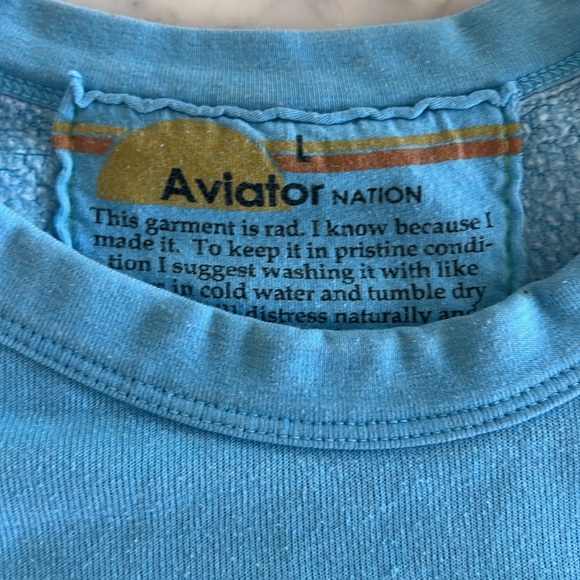 L
Aviator NATION
This garment is rad. I know because I
made it. To keep it in pristine condi-
tion I suggest washing it with like
in cold water and tumble dry
distress naturally and